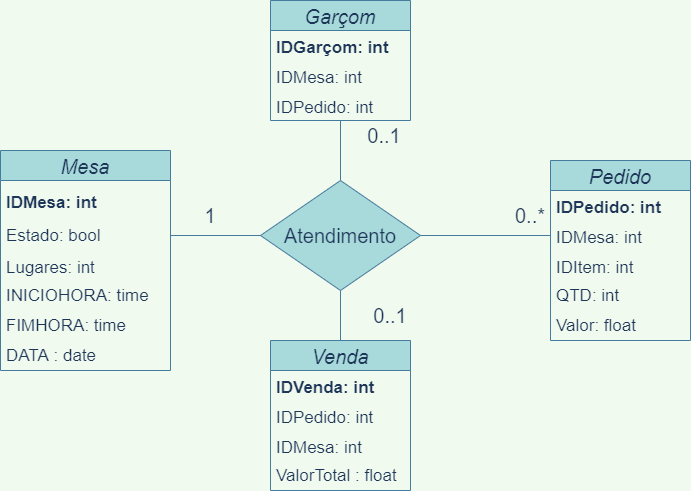 Garçom
IDGarçom: int
IDMesa: int
IDPedido: int
0..1
Mesa
IDMesa: int
Estado: bool
Lugares: int
INICIOHORA: time
FIMHORA: time
DATA : date
1
Atendimento
0..*
Pedido
IDPedido: int
IDMesa: int
IDItem: int
QTD: int
Valor: float
0..1
Venda
IDVenda: int
IDPedido: int
IDMesa: int
ValorTotal : float